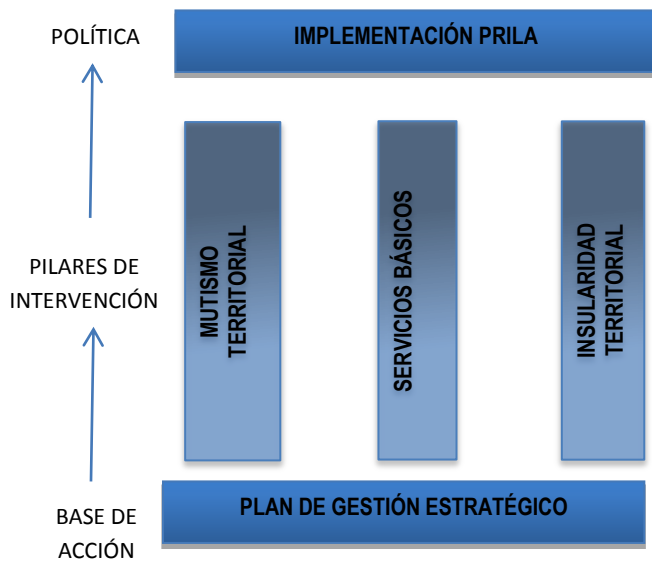 POLÍTICA
IMPLEMENTACIÓN PRILA
PILARES DE
INTERVENCIÓN
MUTISMO
TERRITORIAL
SERVICIOS BÁSICOS
INSULARIDAD
TERRITORIAL
BASE DE
ACCIÓN
PLAN DE GESTIÓN ESTRATÉGICO